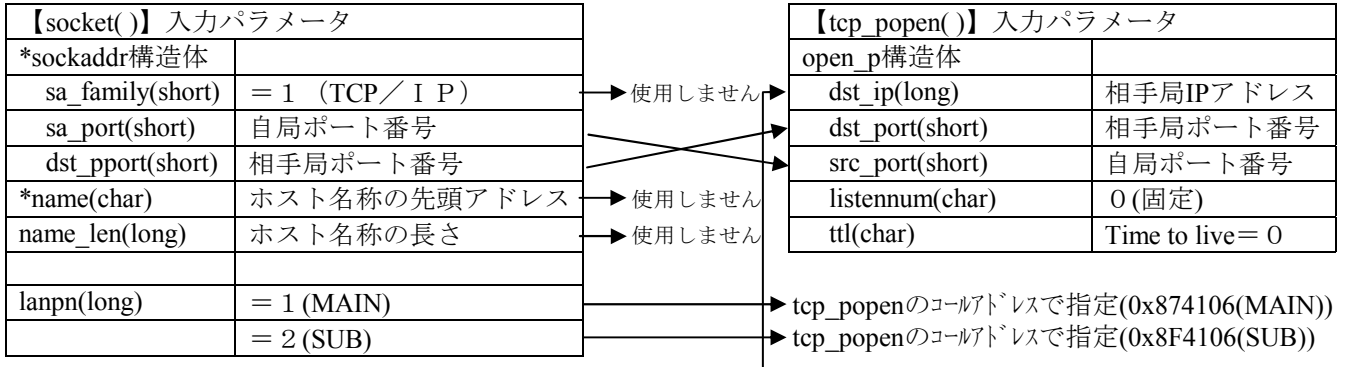 【socket( )】入力パラメータ
*sockaddr構造体
sa_family(short) ＝１（TCP／ＩＰ）
sa_port(short) 自局ポート番号
dst_pport(short) 相手局ポート番号
*name(char) ホスト名称の先頭アドレス
name_len(long) ホスト名称の長さ
lanpn(long) ＝１(MAIN)
＝２(SUB)
使用しません
使用しません
使用しません
【tcp_popen( )】入力パラメータ
open_p構造体
dst_ip(long) 相手局IPアドレス
dst_port(short) 相手局ポート番号
src_port(short) 自局ポート番号
listennum(char) ０(固定)
ttl(char) Time to live＝０
tcp_popenのｺｰﾙｱﾄﾞﾚｽで指定(0x874106(MAIN))
tcp_popenのｺｰﾙｱﾄﾞﾚｽで指定(0x8F4106(SUB))